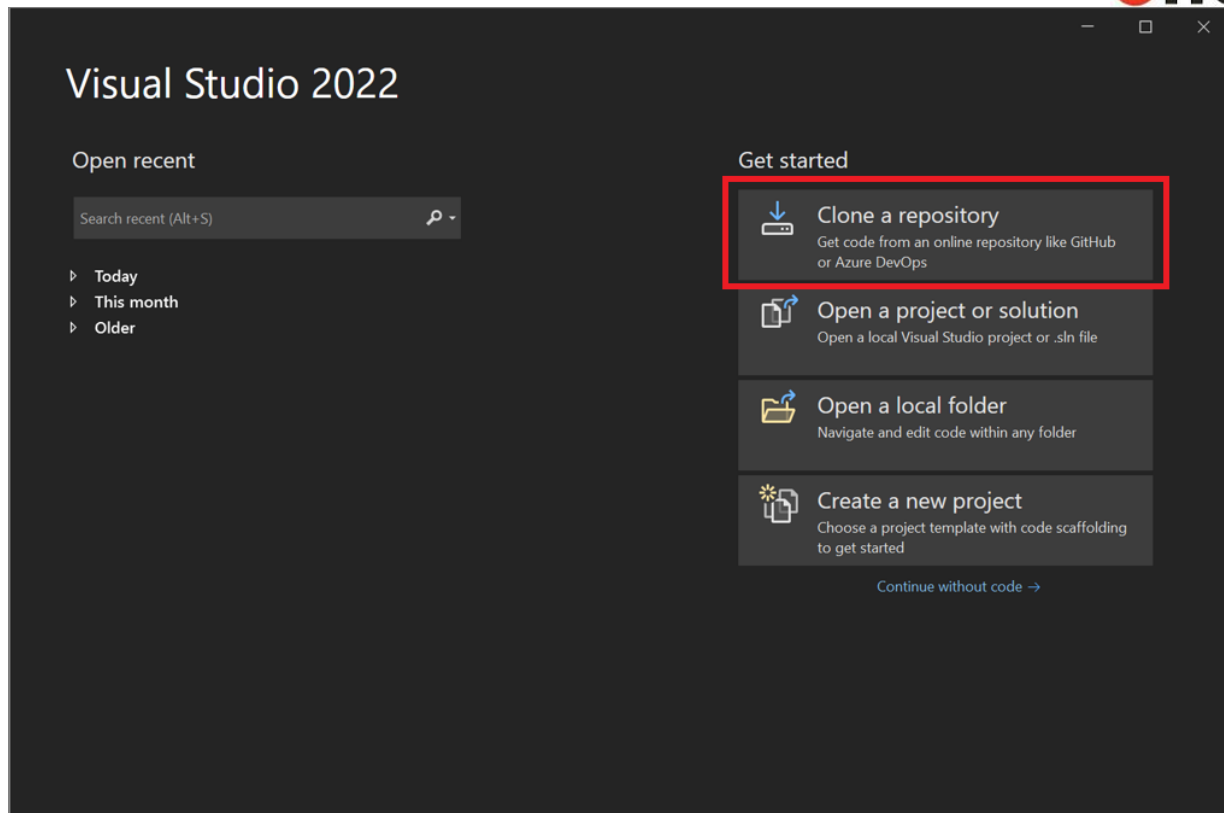 Visual Studio 2022
Open recent
Search recent (Alt+S)
Today
This month
Older
Get started
Clone a repository
Get code from an online repository like GitHub
or Azure DevOps
Open a project or solution
Open a local Visual Studio project or .sln file
Open a local folder
Navigate and edit code within any folder
Create a new project
Choose a project template with code scaffolding
to get started
Continue without code →